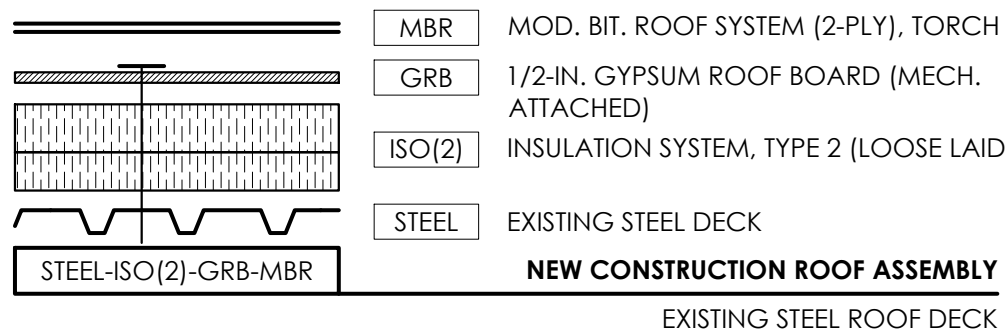 MBR MOD. BIT. ROOF SYSTEM (2-PLY), TORCH
GRB 1/2-IN. GYPSUM ROOF BOARD (MECH.
ATTACHED)
ISO(2) INSULATION SYSTEM, TYPE 2 (LOOSE LAID
STEEL EXISTING STEEL DECK
STEEL-ISO(2)-GRB-MBR NEW CONSTRUCTION ROOF ASSEMBLY
EXISTING STEEL ROOF DECK